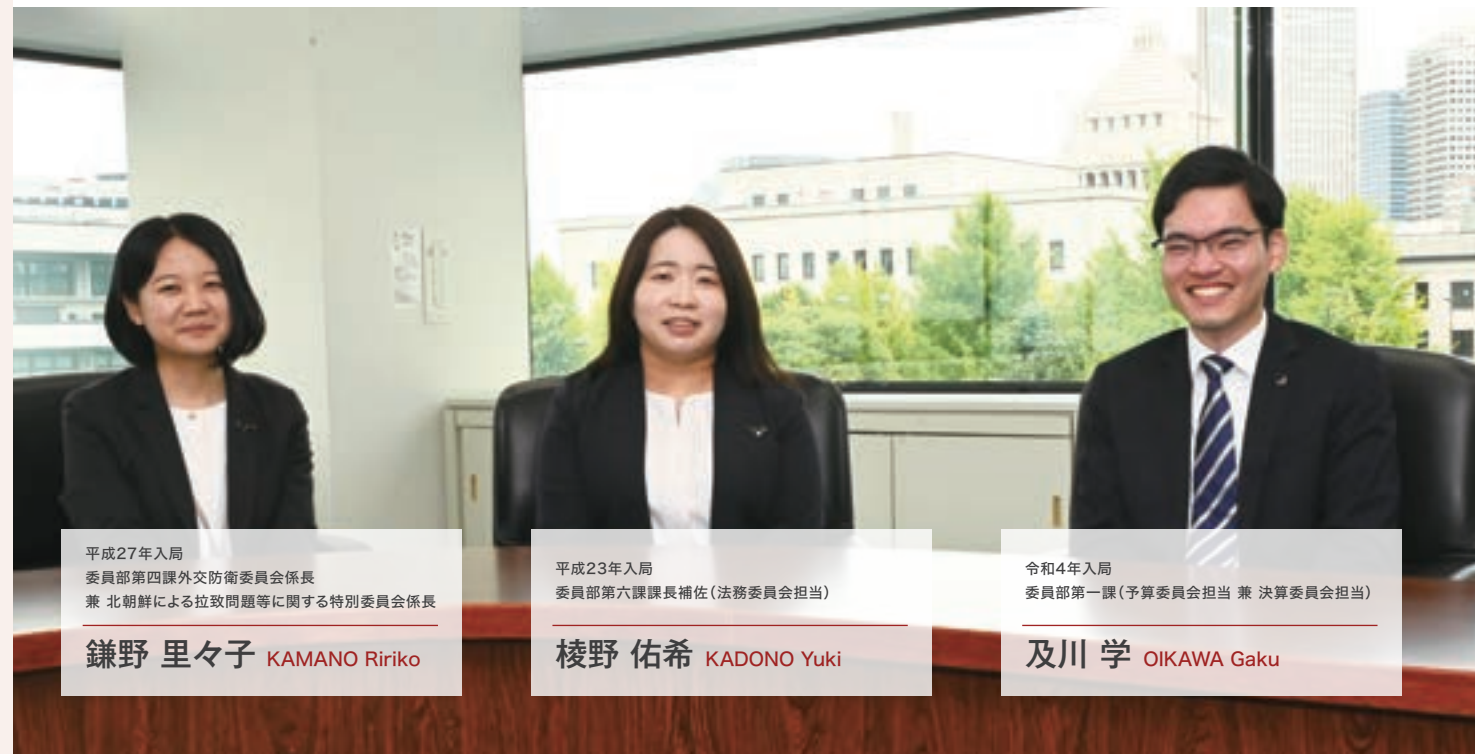 平成27年入局
委員部第四課外交防衛委員会係長
兼 北朝鮮による拉致問題等に関する特別委員会係長
鎌野 里々子 KAMANO Ririko
平成23年入局
委員部第六課課長補佐(法務委員会担当)
棱野 佑希 KADONO Yuki
令和4年入局
委員部第一課(予算委員会担当 兼 決算委員会担当)
及川 学 OIKAWA Gaku